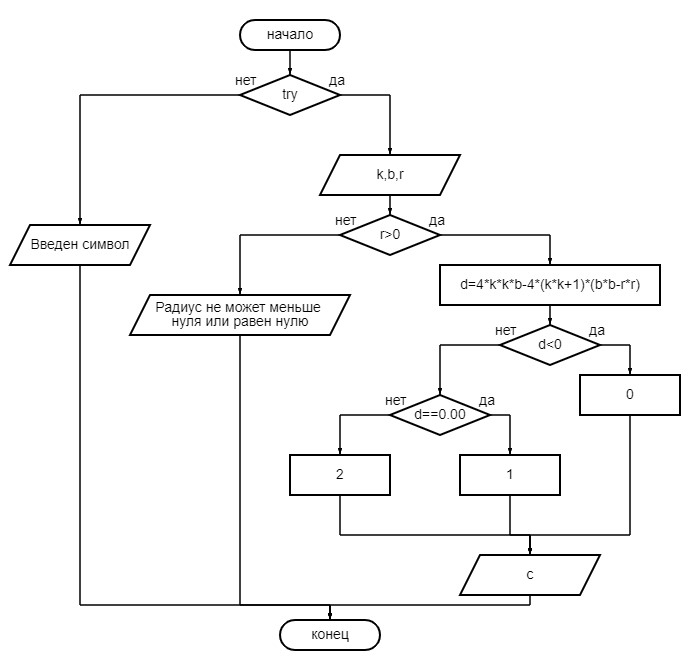 начало
нет
да
try
k,b,r
нет
да
r>0
Введен символ
d=4*k*k*b-4*(k*k+1)*(b*b-r*r)
Радиус не может меньше
нуля или равен нулю
нет
да
d<0
0
нет
да
d==0.00
2
1
c
конец